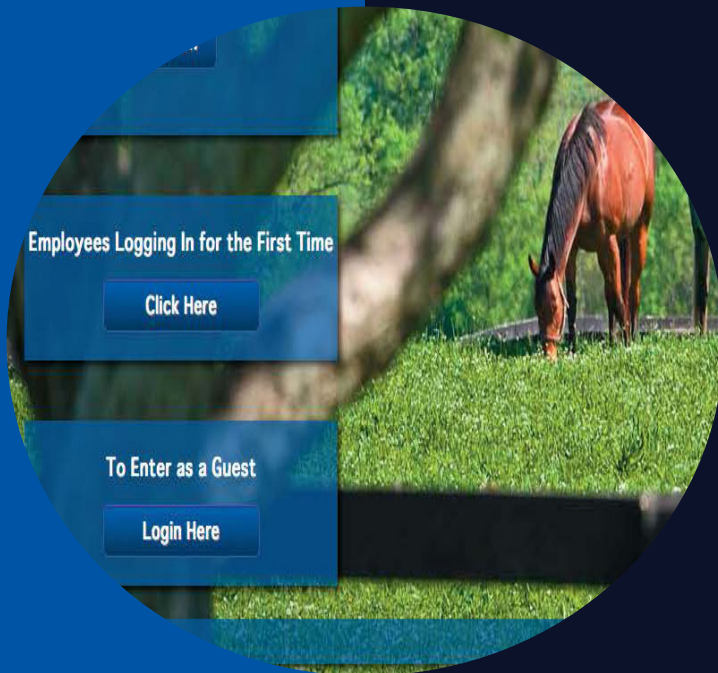 Employees Logging In for the First Time
Click Here
To Enter as a Guest
Login Here